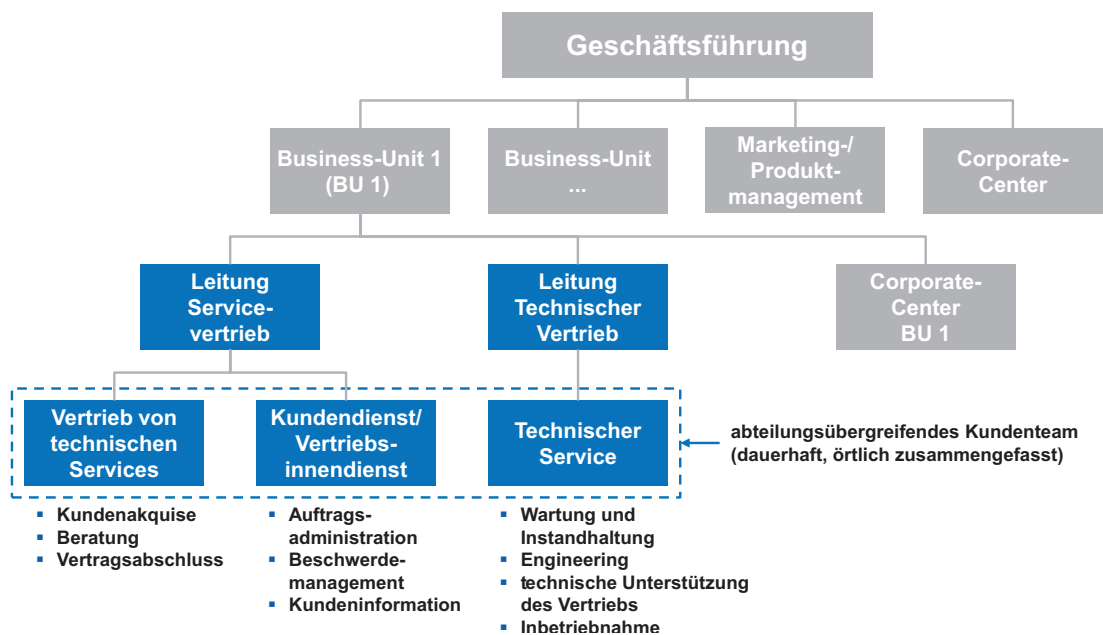 Geschäftsführung
Business-Unit 1
(BU 1)
Business-Unit
...
Marketing-/
Produkt-
management
Corporate-
Center
Leitung
Service-
vertrieb
Leitung
Technischer
Vertrieb
Corporate-
Center
BU 1
Vertrieb von
technischen
Services
Kundendienst/
Vertriebs-
innendienst
Technischer
Service
abteilungsübergreifendes Kundenteam
(dauerhaft, örtlich zusammengefasst)
▪ Kundenakquise
▪ Beratung
▪ Vertragsabschluss
▪ Auftrags-
administration
▪ Beschwerde-
management
▪ Kundeninformation
▪ Wartung und
Instandhaltung
▪ Engineering
▪ technische Unterstützung
des Vertriebs
▪ Inbetriebnahme